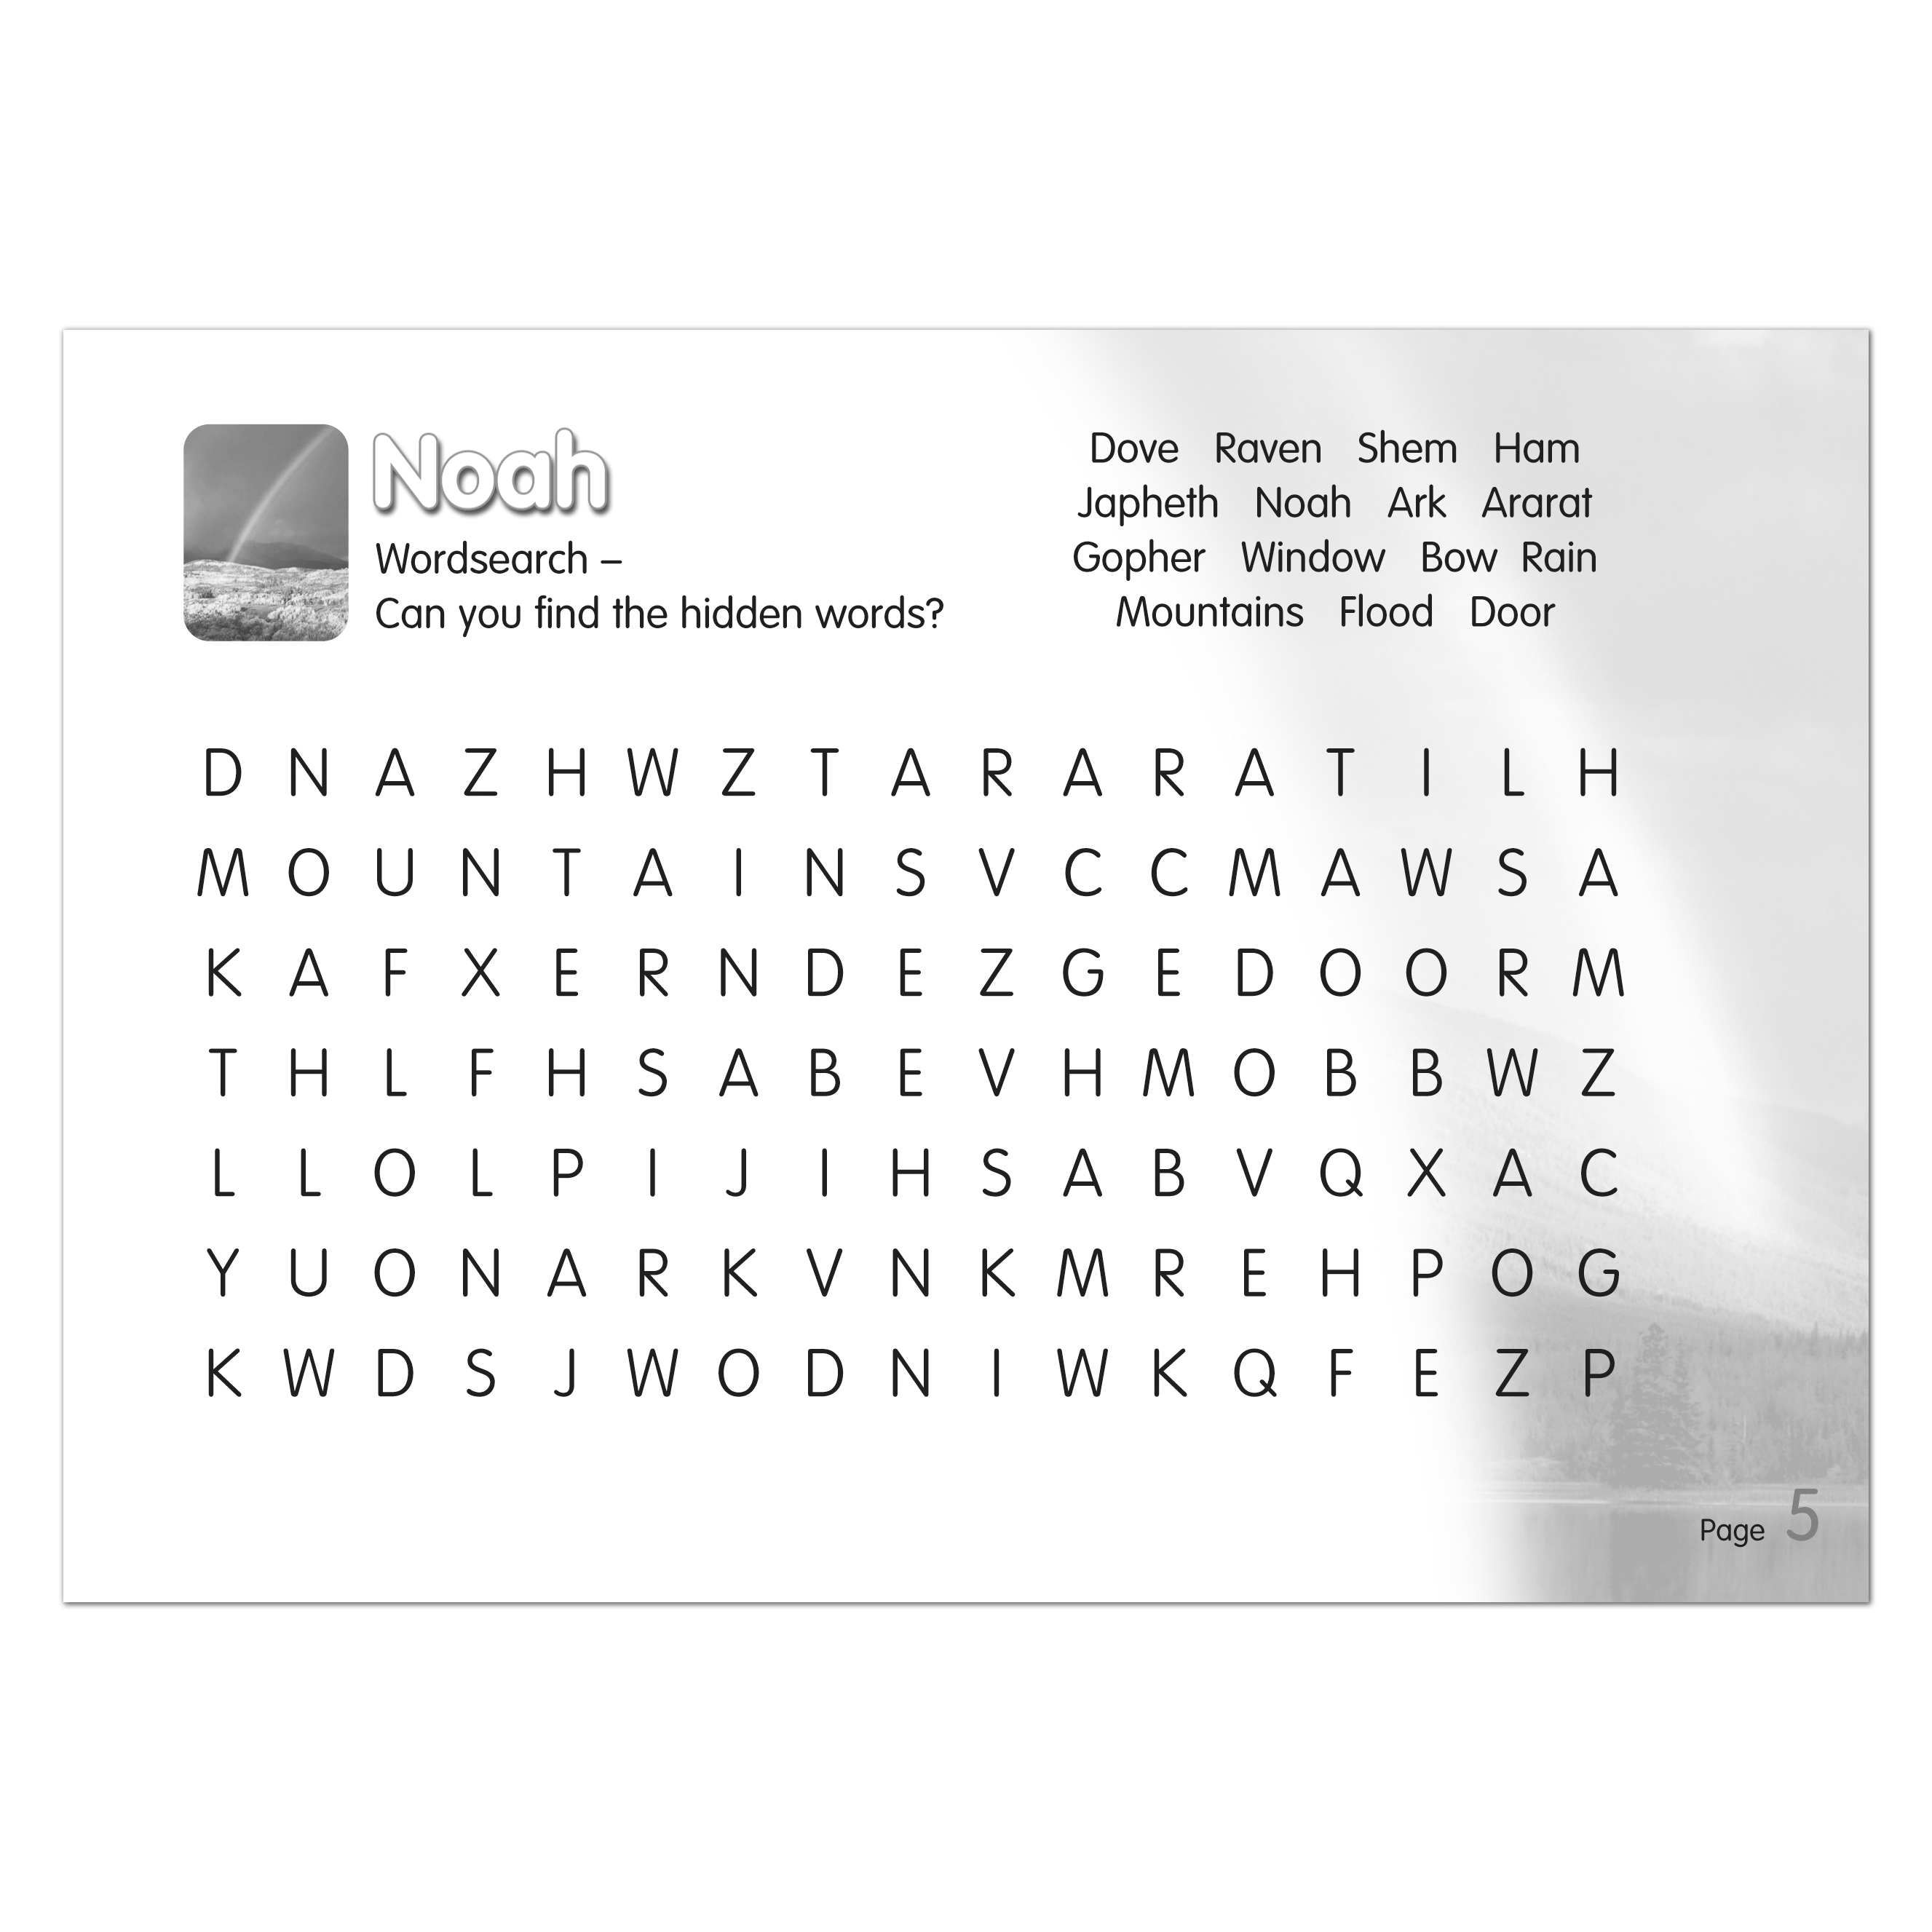 Noah
Wordsearch –
Can you find the hidden words?
Dove Raven Shem Ham
Japheth Noah Ark Ararat
Gopher Window Bow Rain
Mountains Flood Door
D N A Z H W Z T A R A R A T I L H
M O U N T A I N S V C C M A W S A
K A F X E R N D E Z G E D O O R M
T H L F H S A B E V H M O B B W Z
L L O L P I J I H S A B V Q X A C
Y U O N A R K V N K M R E H P O G
K W D S J W O D N I W K Q F E Z P
Page 5